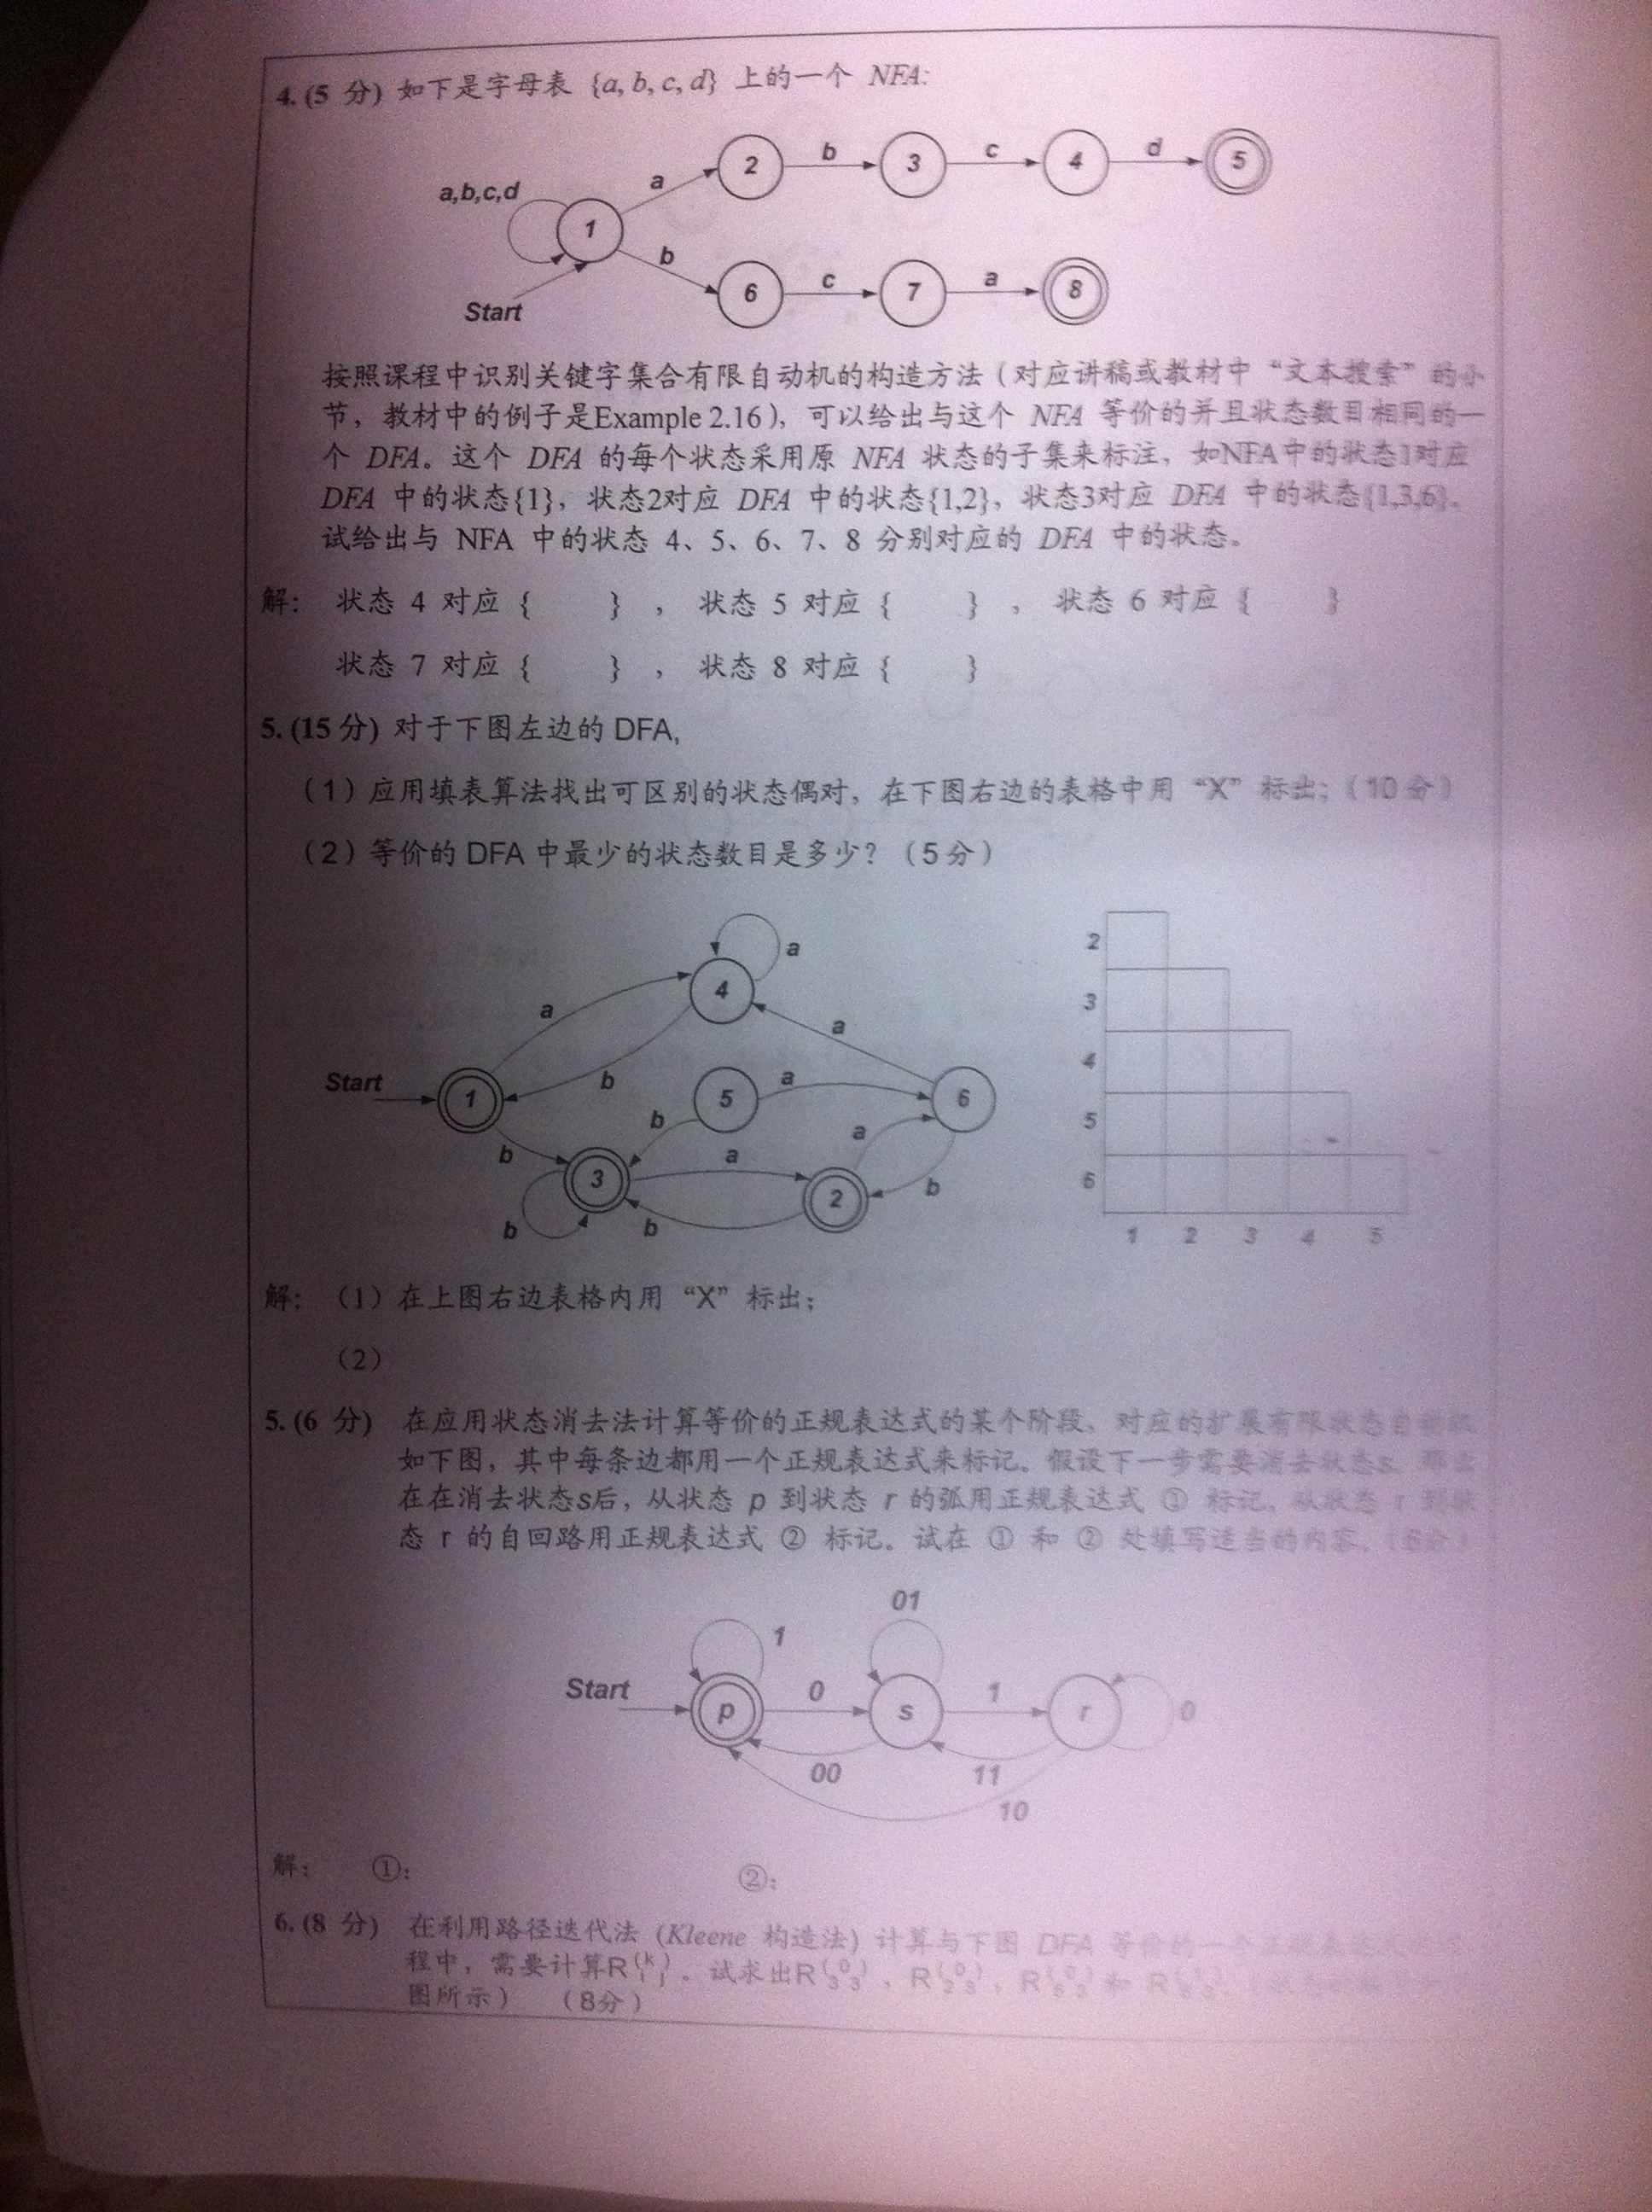 4. (5 分) 如下是字母表 {a, b, c, d} 上的一个 NFA:
2 b 3 c 4 d 5
a
a,b,c,d
1
b
6 c 7 a 8
Start
按照课程中识别关键字集合有限自动机的构造方法（对应讲稿或教材中“文本搜索”的小
节，教材中的例子是Example 2.16），可以给出与这个 NFA 等价的并且状态数目相同的一
个 DFA。这个 DFA 的每个状态采用原 NFA 状态的子集来标注，如NFA中的状态1对应
DFA 中的状态{1}，状态2对应 DFA 中的状态{1,2}，状态3对应 DFA 中的状态{1,3,6}.
试给出与 NFA 中的状态 4、5、6、7、8 分别对应的 DFA 中的状态。
解： 状态 4 对应 { } ， 状态 5 对应 { } ， 状态 6 对应 { }
状态 7 对应 { } ， 状态 8 对应 { }
5. (15 分) 对于下图左边的 DFA,
（1）应用填表算法找出可区别的状态偶对，在下图右边的表格中用“X”标出;（10 分）
（2）等价的 DFA 中最少的状态数目是多少？（5 分）
a
4
a
a
b
Start 1 5 a 6
b
b
a
a
3
2
b
b
b
2
3
4
5
6
1 2 3 4 5
解： （1）在上图右边表格内用“X”标出；
（2）
5. (6 分) 在应用状态消去法计算等价的正规表达式的某个阶段，对应的扩展有限状态自动机
如下图，其中每条边都用一个正规表达式来标记。假设下一步需要消去状态s
在在消去状态s后，从状态 p 到状态 r 的弧用正规表达式 ① 标记，从状态 r 到状
态 r 的自回路用正规表达式 ② 标记。试在 ① 和 ② 处填写适当的内容.（6分）
01
1
Start p 0 s 1 r 0
00 11
10
解： ①： ②：
6. (8 分) 在利用路径迭代法 (Kleene 构造法) 计算与下图 DFA 等价的一个
程中，需要计算R(k)ij。试求出R(0)33，R(0)23，
图所示） （8分）